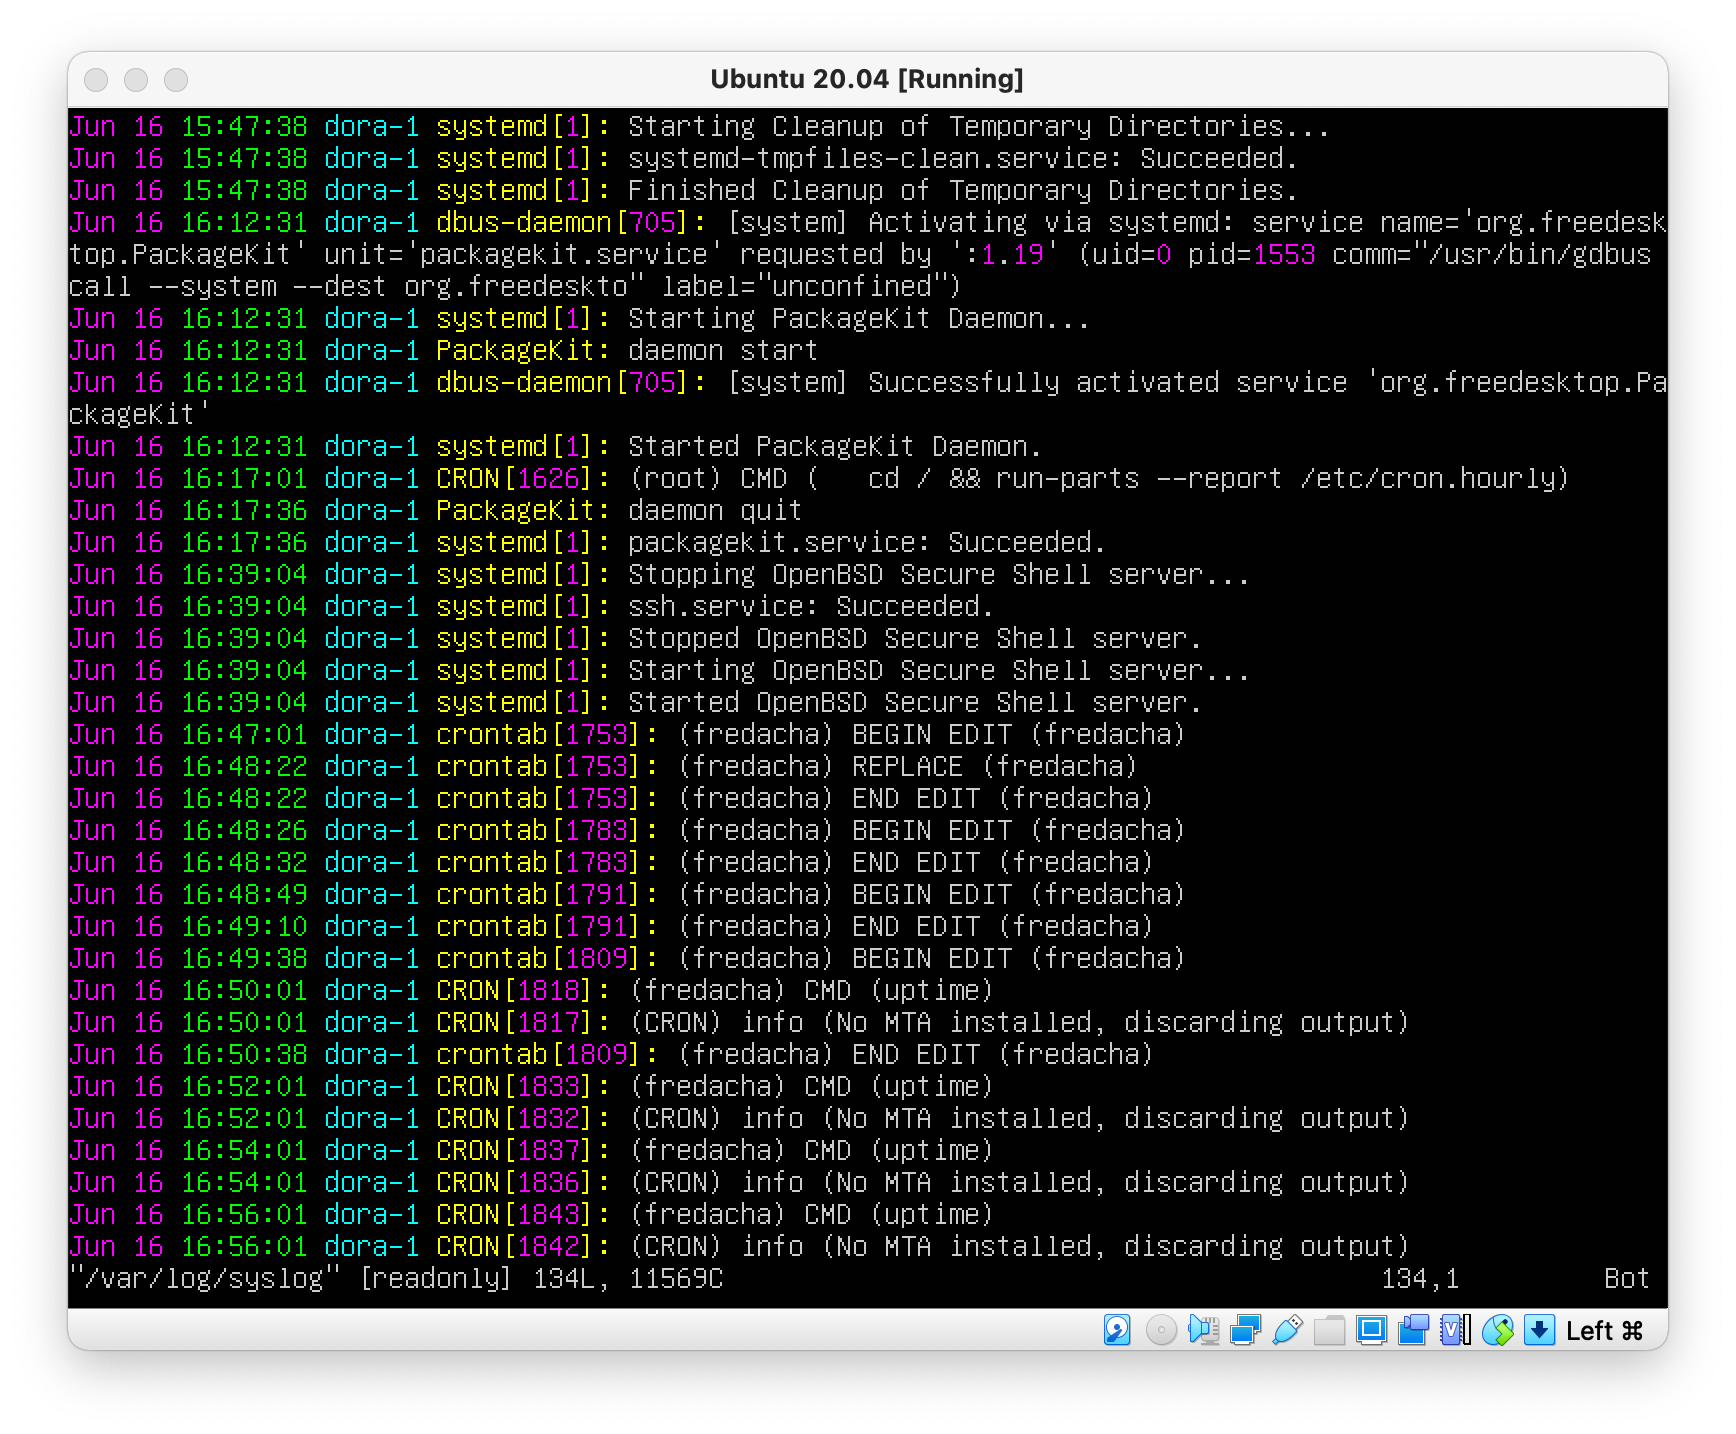 Ubuntu 20.04 [Running]
Jun 16 15:47:38 dora-1 systemd[1]: Starting Cleanup of Temporary Directories...
Jun 16 15:47:38 dora-1 systemd[1]: systemd-tmpfiles-clean.service: Succeeded.
Jun 16 15:47:38 dora-1 systemd[1]: Finished Cleanup of Temporary Directories.
Jun 16 16:12:31 dora-1 dbus-daemon[705]: [system] Activating via systemd: service name='org.freedesk
top.PackageKit' unit='packagekit.service' requested by ':1.19' (uid=0 pid=1553 comm="/usr/bin/gdbus
call --system --dest org.freedeskto" label="unconfined")
Jun 16 16:12:31 dora-1 systemd[1]: Starting PackageKit Daemon...
Jun 16 16:12:31 dora-1 PackageKit: daemon start
Jun 16 16:12:31 dora-1 dbus-daemon[705]: [system] Successfully activated service 'org.freedesktop.Pa
ckageKit'
Jun 16 16:12:31 dora-1 systemd[1]: Started PackageKit Daemon.
Jun 16 16:17:01 dora-1 CRON[1626]: (root) CMD (   cd / && run-parts --report /etc/cron.hourly)
Jun 16 16:17:36 dora-1 PackageKit: daemon quit
Jun 16 16:17:36 dora-1 systemd[1]: packagekit.service: Succeeded.
Jun 16 16:39:04 dora-1 systemd[1]: Stopping OpenBSD Secure Shell server...
Jun 16 16:39:04 dora-1 systemd[1]: ssh.service: Succeeded.
Jun 16 16:39:04 dora-1 systemd[1]: Stopped OpenBSD Secure Shell server.
Jun 16 16:39:04 dora-1 systemd[1]: Starting OpenBSD Secure Shell server...
Jun 16 16:39:04 dora-1 systemd[1]: Started OpenBSD Secure Shell server.
Jun 16 16:47:01 dora-1 crontab[1753]: (fredacha) BEGIN EDIT (fredacha)
Jun 16 16:48:22 dora-1 crontab[1753]: (fredacha) REPLACE (fredacha)
Jun 16 16:48:22 dora-1 crontab[1753]: (fredacha) END EDIT (fredacha)
Jun 16 16:48:26 dora-1 crontab[1783]: (fredacha) BEGIN EDIT (fredacha)
Jun 16 16:48:32 dora-1 crontab[1783]: (fredacha) END EDIT (fredacha)
Jun 16 16:48:49 dora-1 crontab[1791]: (fredacha) BEGIN EDIT (fredacha)
Jun 16 16:49:10 dora-1 crontab[1791]: (fredacha) END EDIT (fredacha)
Jun 16 16:49:38 dora-1 crontab[1809]: (fredacha) BEGIN EDIT (fredacha)
Jun 16 16:50:01 dora-1 CRON[1818]: (fredacha) CMD (uptime)
Jun 16 16:50:01 dora-1 CRON[1817]: (CRON) info (No MTA installed, discarding output)
Jun 16 16:50:38 dora-1 crontab[1809]: (fredacha) END EDIT (fredacha)
Jun 16 16:52:01 dora-1 CRON[1833]: (fredacha) CMD (uptime)
Jun 16 16:52:01 dora-1 CRON[1832]: (CRON) info (No MTA installed, discarding output)
Jun 16 16:54:01 dora-1 CRON[1837]: (fredacha) CMD (uptime)
Jun 16 16:54:01 dora-1 CRON[1836]: (CRON) info (No MTA installed, discarding output)
Jun 16 16:56:01 dora-1 CRON[1843]: (fredacha) CMD (uptime)
Jun 16 16:56:01 dora-1 CRON[1842]: (CRON) info (No MTA installed, discarding output)
"/var/log/syslog" [readonly] 134L, 11569C 134,1 Bot
Left ⌘